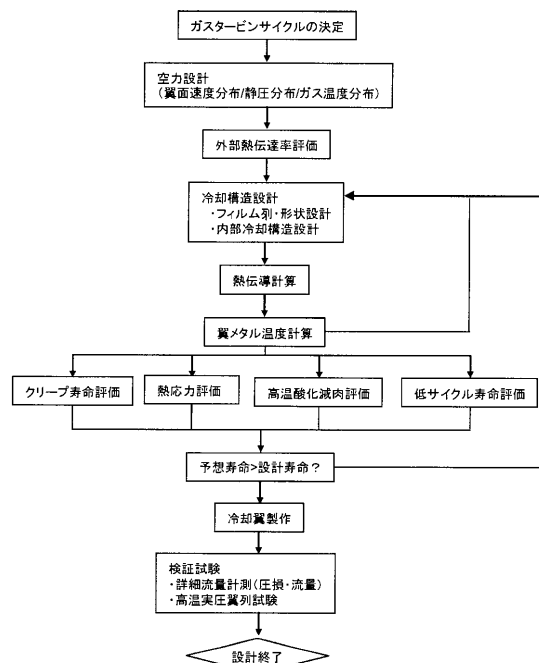 ガスタービンサイクルの決定
空力設計
(翼面速度分布/静圧分布/ガス温度分布)
外部熱伝達率評価
冷却構造設計
・フィルム列・形状設計
・内部冷却構造設計
熱伝導計算
翼メタル温度計算
クリープ寿命評価
熱応力評価
高温酸化減肉評価
低サイクル寿命評価
予想寿命>設計寿命?
冷却翼製作
検証試験
・詳細流量計測(圧損・流量)
・高温実圧翼列試験
設計終了